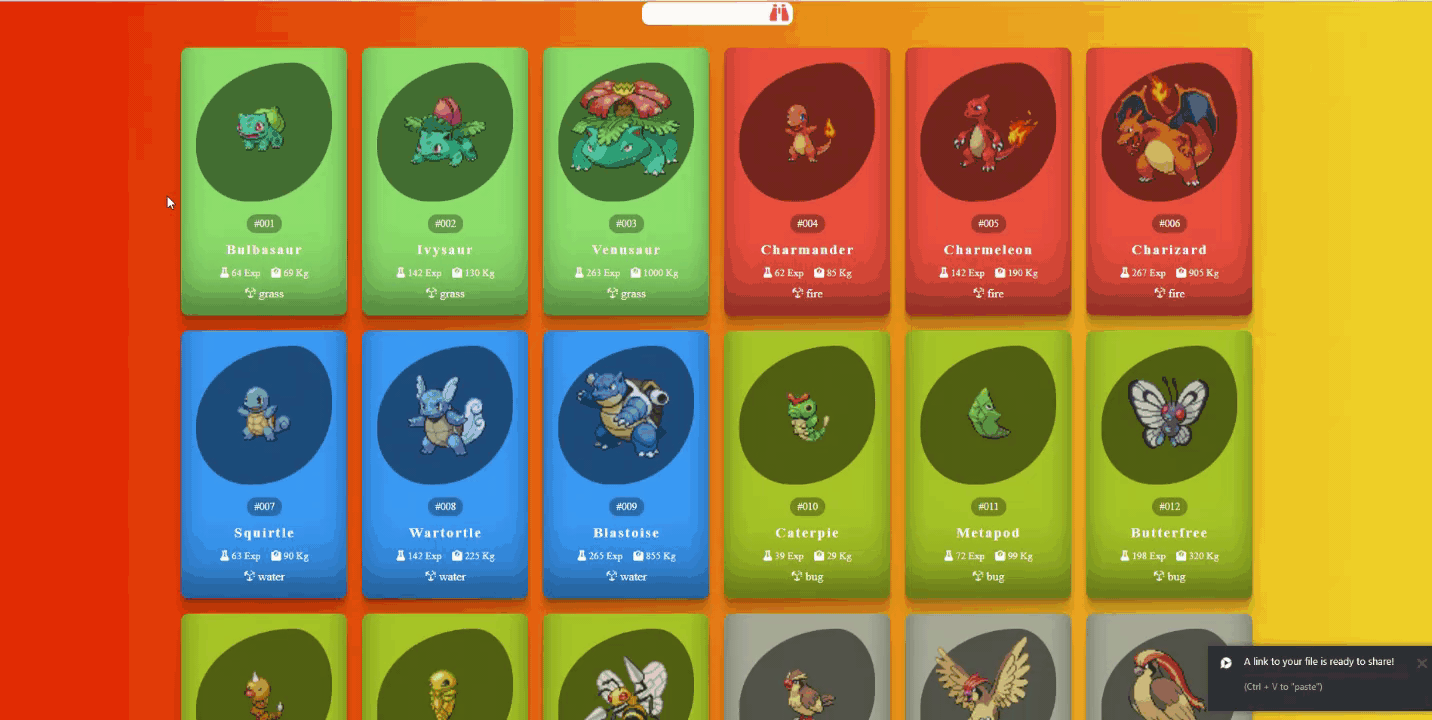 #001 #002 #003 #004 #005 #006
Bulbasaur Ivysaur Venusaur Charmander Charmeleon Charizard
64 Exp 69 Kg 142 Exp 130 Kg 263 Exp 1000 Kg 62 Exp 85 Kg 142 Exp 190 Kg 267 Exp 905 Kg
grass grass grass fire fire fire
#007 #008 #009 #010 #011 #012
Squirtle Wartortle Blastoise Caterpie Metapod Butterfree
63 Exp 90 Kg 142 Exp 225 Kg 265 Exp 855 Kg 39 Exp 29 Kg 72 Exp 99 Kg 198 Exp 320 Kg
water water water bug bug bug
A link to your file is ready to share!
(Ctrl + V to "paste")